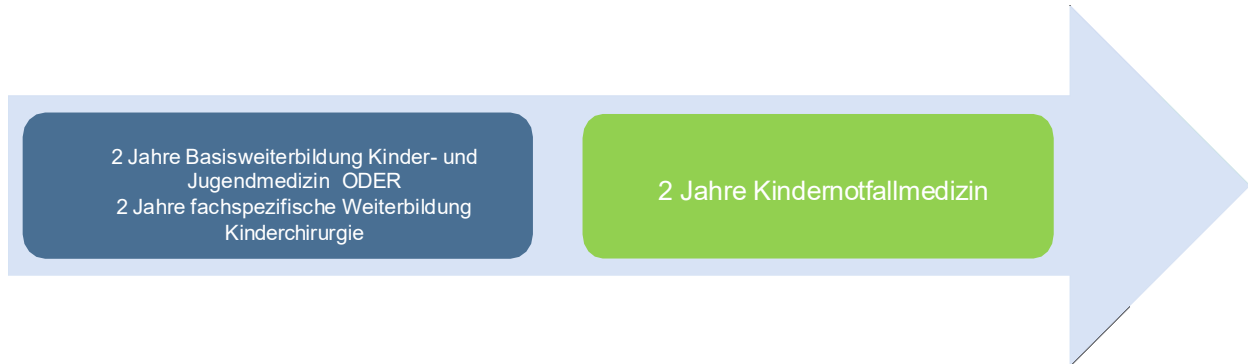 2 Jahre Basisweiterbildung Kinder- und
Jugendmedizin ODER
2 Jahre fachspezifische Weiterbildung
Kinderchirurgie
2 Jahre Kindernotfallmedizin